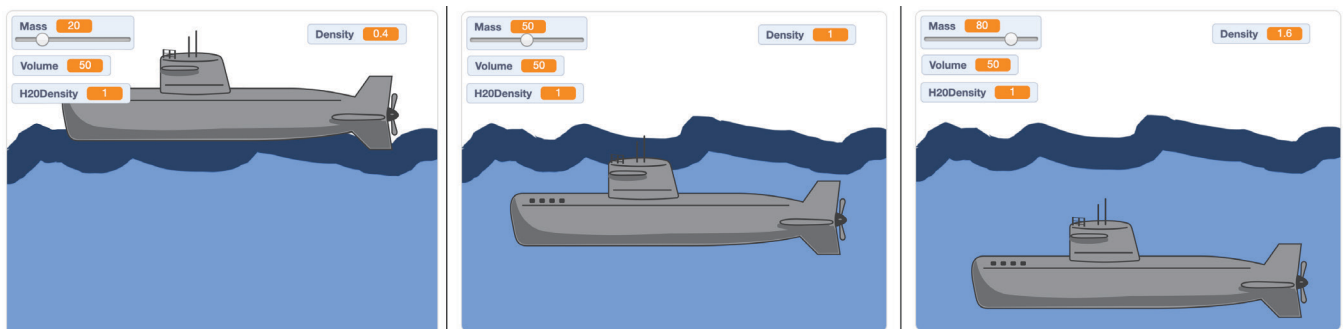 Mass 20
Density 0.4
Volume 50
H20Density 1
Mass 50
Density 1
Volume 50
H20Density 1
Mass 80
Density 1.6
Volume 50
H20Density 1